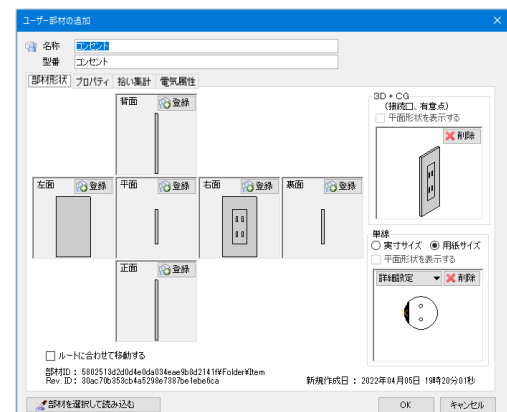 ユーザー部材の追加
名称 コンセント
型番 コンセント
部材形状 プロパティ 拾い集計 電気属性
背面 登録
3D + CG
(接続口、有意点)
平面形状を表示する
削除
左面 登録 平面 登録 右面 登録 裏面 登録
単線
実寸サイズ 用紙サイズ
平面形状を表示する
正面 登録
詳細設定 削除
ルートに合わせて移動する
部材ID : 5802513d2d0d4e0da034eae9b8d2141f¥Folder¥Item
Rev. ID: 30ac70b353cb4a5298e7387be1ebe6ca
新規作成日 : 2022年04月05日 19時20分01秒
部材を選択して読み込む OK キャンセル